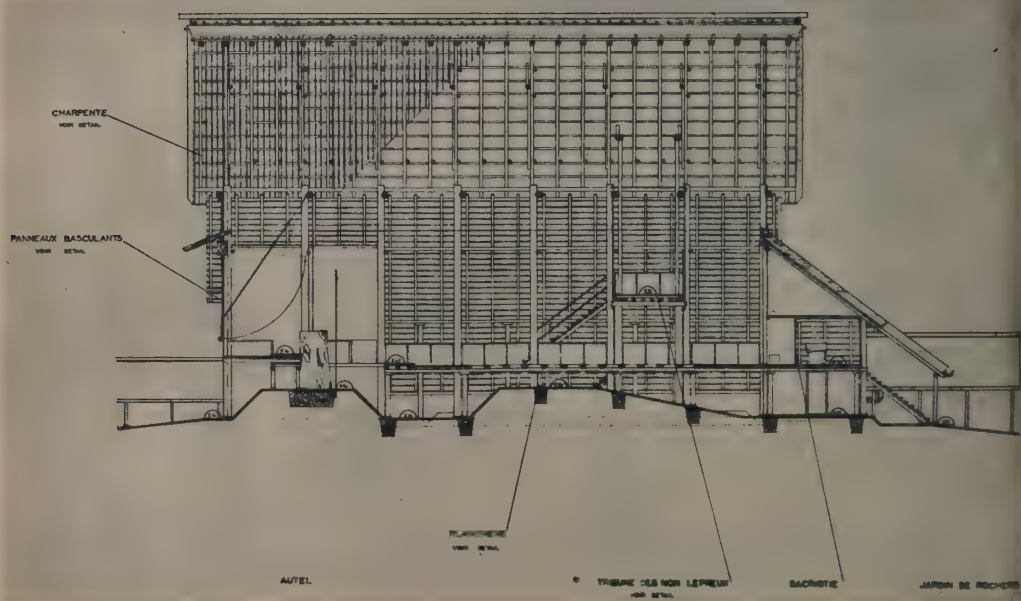 CHARPENTE
VOIR DETAIL
PANNEAUX BASCULANTS
VOIR DETAIL
VOIR DETAIL
AUTEL
TRIBUNE DES NON LEPREUX
VOIR DETAIL
SACRISTIE
JARDIN DE ROCHERS